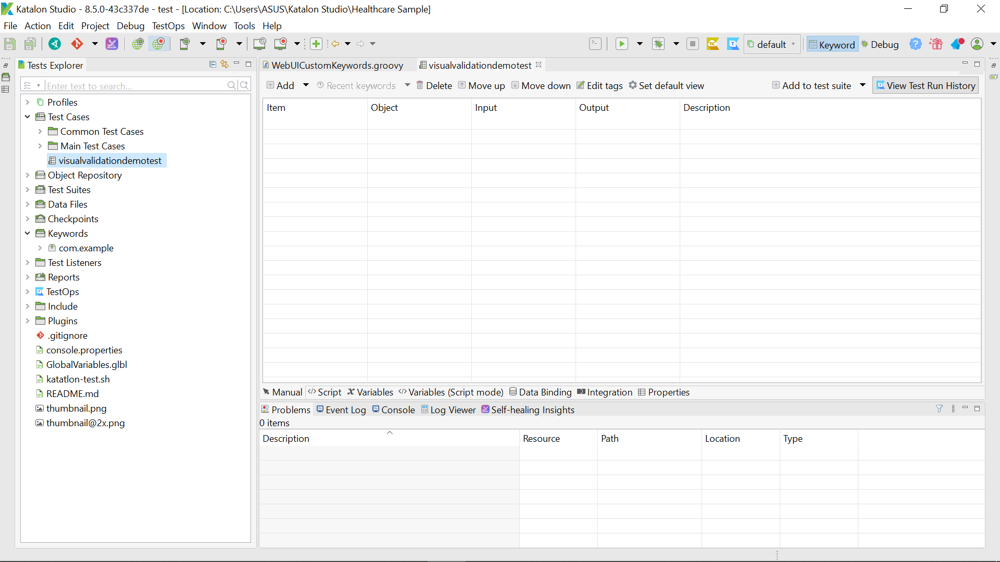 Katalon Studio - 8.5.0-43c337de - test - [Location: C:\Users\ASUS\Katalon Studio\Healthcare Sample]
File Action Edit Project Debug TestOps Window Tools Help
default Keyword Debug
Tests Explorer
Enter text to search...
Profiles
Test Cases
Common Test Cases
Main Test Cases
visualvalidationdemotest
Object Repository
Test Suites
Data Files
Checkpoints
Keywords
com.example
Test Listeners
Reports
TestOps
Include
Plugins
.gitignore
console.properties
GlobalVariables.glbl
katatlon-test.sh
README.md
thumbnail.png
thumbnail@2x.png
WebUICustomKeywords.groovy visualvalidationdemotest
Add Recent keywords Delete Move up Move down Edit tags Set default view Add to test suite View Test Run History
Item Object Input Output Description
Manual Script Variables Variables (Script mode) Data Binding Integration Properties
Problems Event Log Console Log Viewer Self-healing Insights
0 items
Description Resource Path Location Type